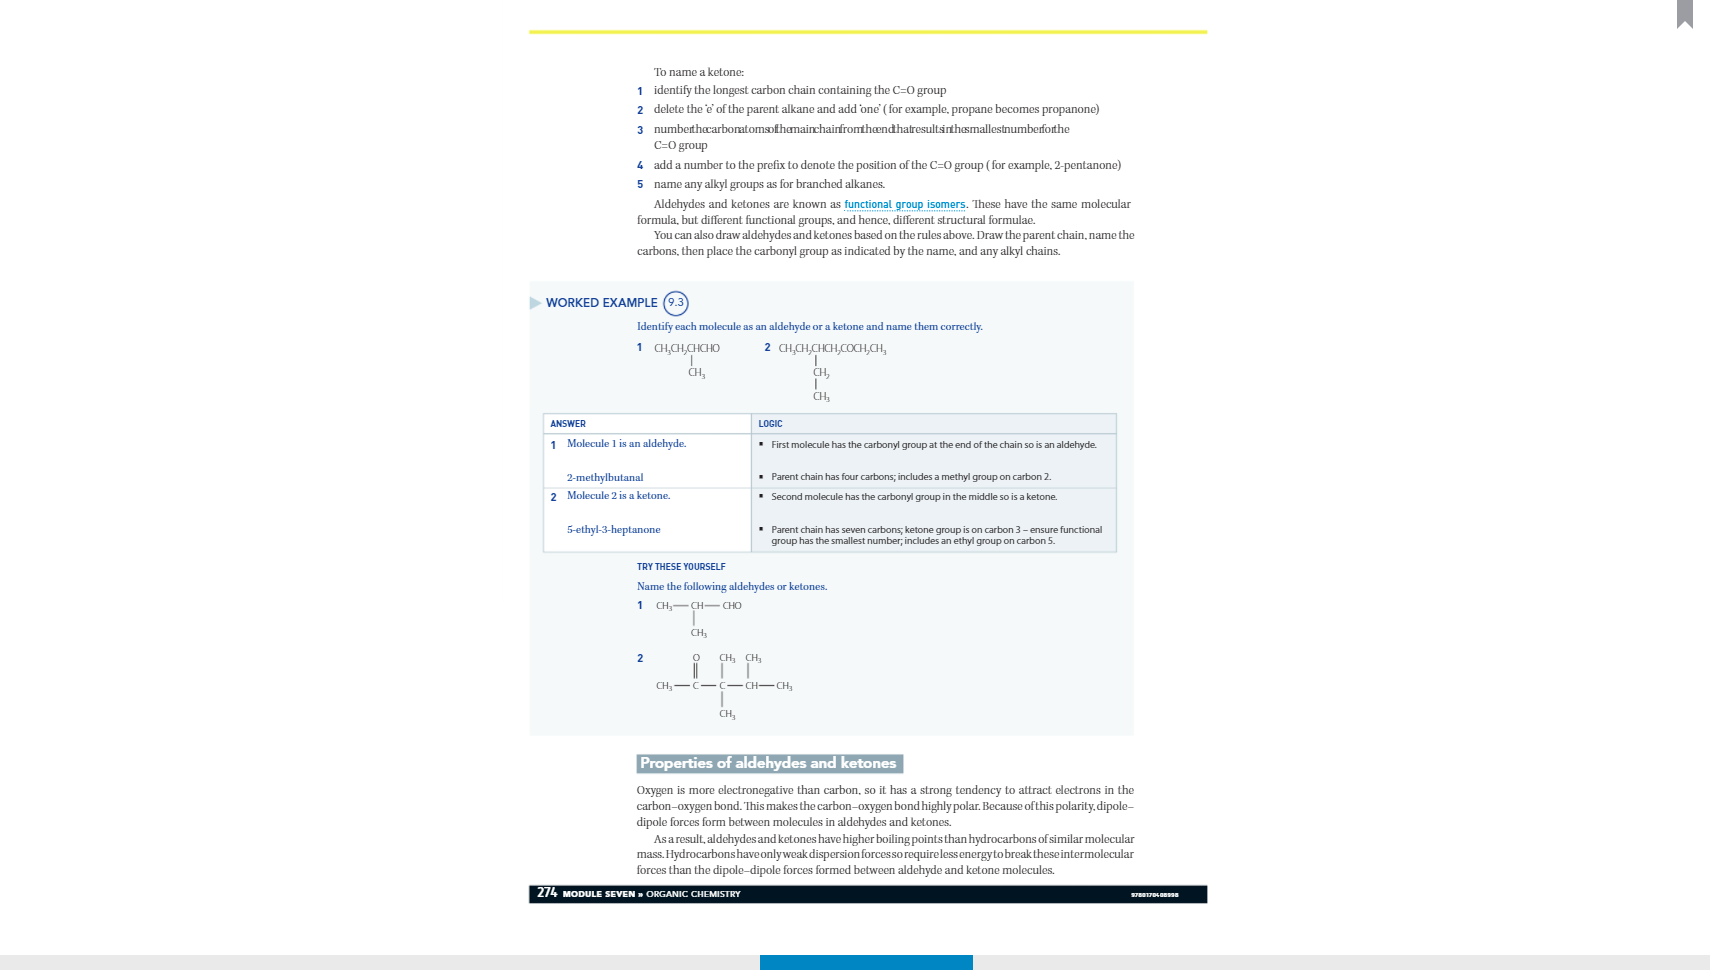 To name a ketone:
1 identify the longest carbon chain containing the C=O group
2 delete the 'e' of the parent alkane and add 'one' (for example, propane becomes propanone)
3 number the carbon atoms of the main chain from the end that results in the smallest number for the
C=O group
4 add a number to the prefix to denote the position of the C=O group (for example, 2-pentanone)
5 name any alkyl groups as for branched alkanes.
Aldehydes and ketones are known as functional group isomers. These have the same molecular
formula, but different functional groups, and hence, different structural formulae.
You can also draw aldehydes and ketones based on the rules above. Draw the parent chain, name the
carbons, then place the carbonyl group as indicated by the name, and any alkyl chains.
WORKED EXAMPLE 9.3
Identify each molecule as an aldehyde or a ketone and name them correctly.
1 CH3CH2CHCHO 2 CH3CH2CHCH2COCH2CH3
CH3 CH2
CH3
ANSWER LOGIC
1 Molecule 1 is an aldehyde. ▪ First molecule has the carbonyl group at the end of the chain so is an aldehyde.
2-methylbutanal ▪ Parent chain has four carbons; includes a methyl group on carbon 2.
2 Molecule 2 is a ketone. ▪ Second molecule has the carbonyl group in the middle so is a ketone.
5-ethyl-3-heptanone ▪ Parent chain has seven carbons; ketone group is on carbon 3 – ensure functional
group has the smallest number; includes an ethyl group on carbon 5.
TRY THESE YOURSELF
Name the following aldehydes or ketones.
1 CH3—CH—CHO
CH3
2 O CH3 CH3
CH3—C—C—CH—CH3
CH3
Properties of aldehydes and ketones
Oxygen is more electronegative than carbon, so it has a strong tendency to attract electrons in the
carbon–oxygen bond. This makes the carbon–oxygen bond highly polar. Because of this polarity, dipole–
dipole forces form between molecules in aldehydes and ketones.
As a result, aldehydes and ketones have higher boiling points than hydrocarbons of similar molecular
mass. Hydrocarbons have only weak dispersion forces so require less energy to break these intermolecular
forces than the dipole–dipole forces formed between aldehyde and ketone molecules.
274 MODULE SEVEN » ORGANIC CHEMISTRY 9780170408998